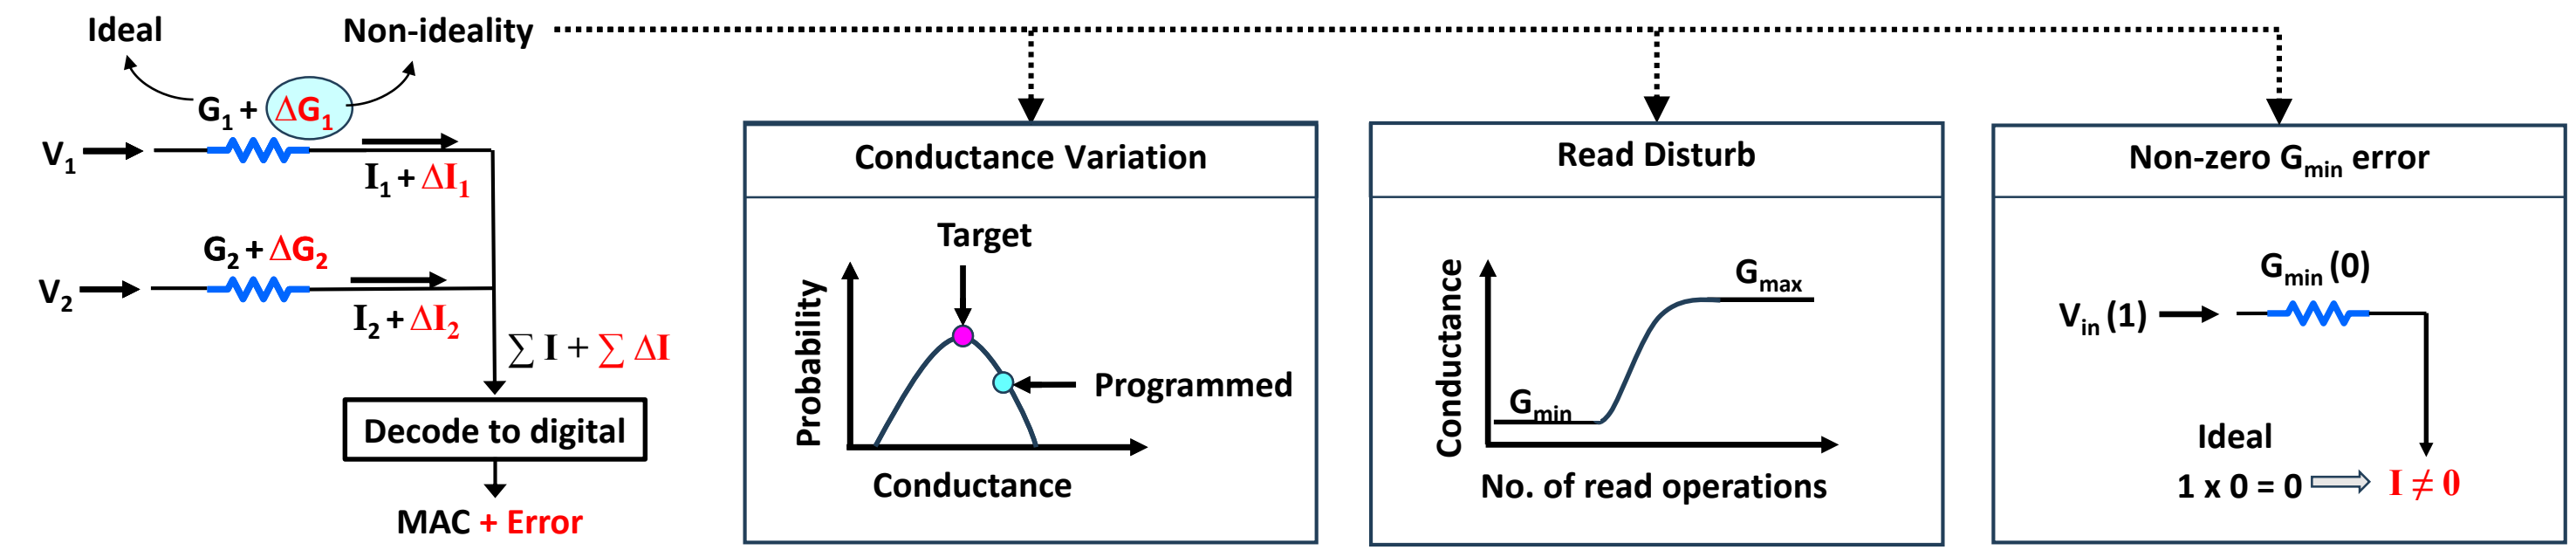 Ideal
Non-ideality
G₁ + ΔG₁
V₁
I₁ + ΔI₁
G₂ + ΔG₂
V₂
I₂ + ΔI₂
∑ I + ∑ ΔI
Decode to digital
MAC + Error
Conductance Variation
Target
Programmed
Probability
Conductance
Read Disturb
Gmax
Gmin
Conductance
No. of read operations
Non-zero Gmin error
Gmin (0)
Vin (1)
Ideal
1 x 0 = 0
I ≠ 0